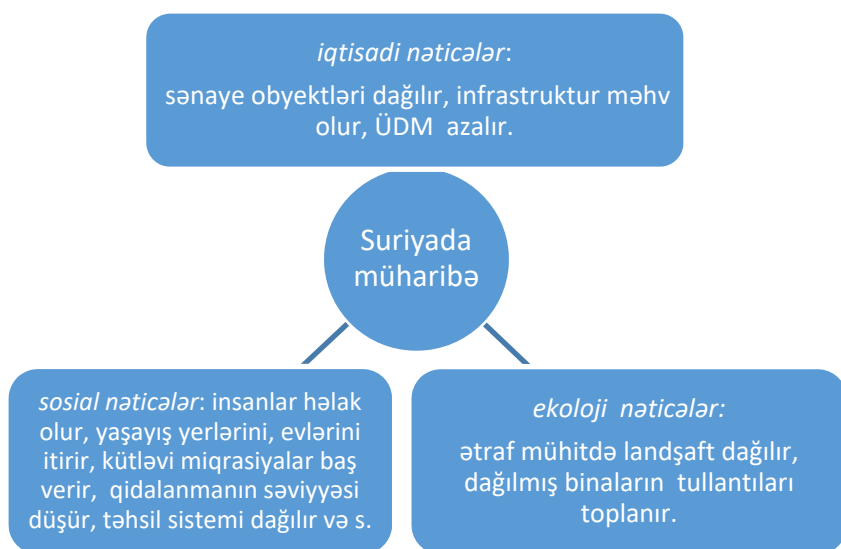 iqtisadi nəticələr:
sənaye obyektləri dağılır, infrastruktur məhv
olur, ÜDM azalır.
Suriyada
müharibə
sosial nəticələr: insanlar həlak
olur, yaşayış yerlərini, evlərini
itirir, kütləvi miqrasiyalar baş
verir, qidalanmanın səviyyəsi
düşür, təhsil sistemi dağılır və s.
ekoloji nəticələr:
ətraf mühitdə landşaft dağılır,
dağılmış binaların tullantıları
toplanır.